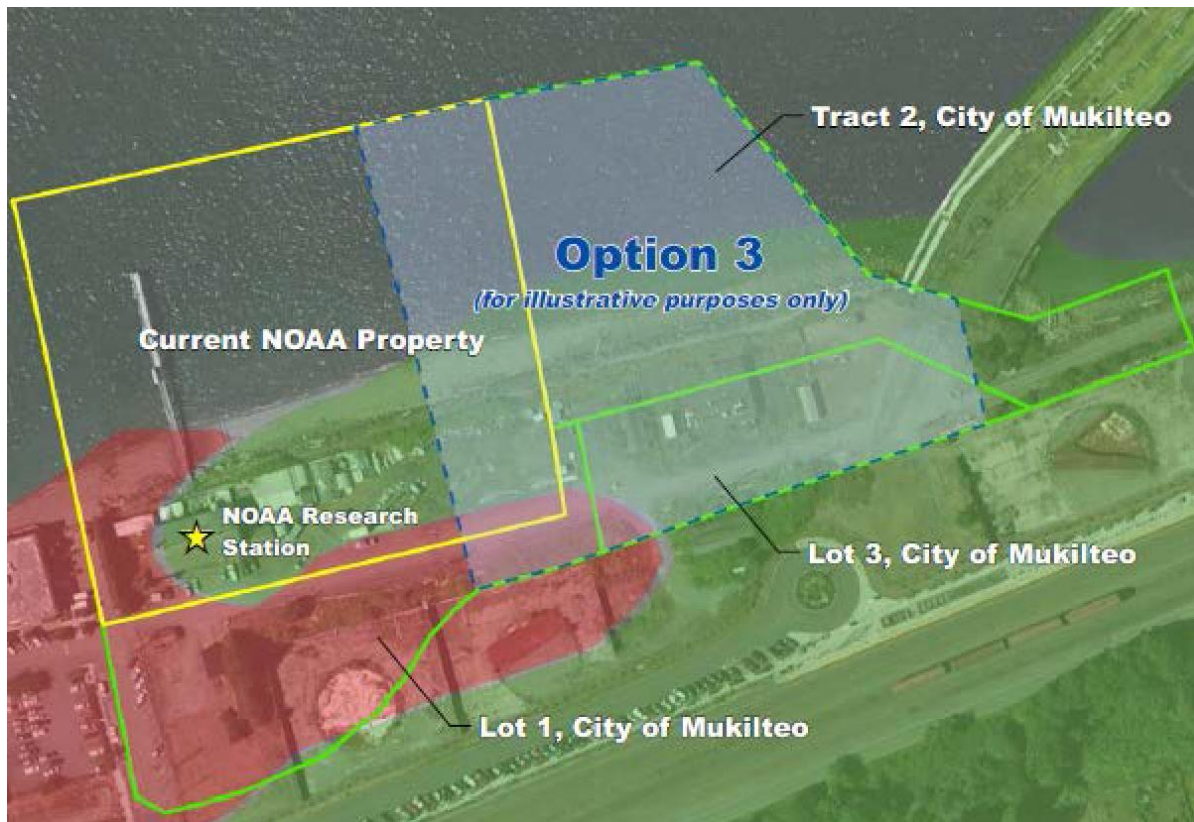 Tract 2, City of Mukilteo
Option 3
(for illustrative purposes only)
Current NOAA Property
NOAA Research
Station
Lot 3, City of Mukilteo
Lot 1, City of Mukilteo